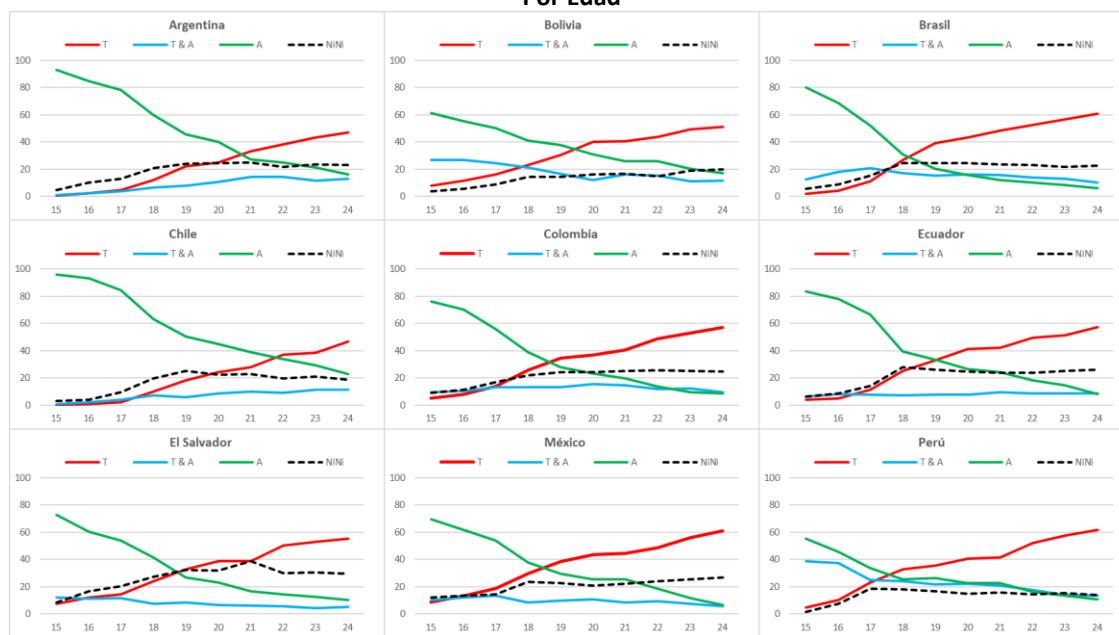 Por Edad
Argentina Bolivia Brasil
T T & A A NiNi T T & A A NiNi T T & A A NiNi
100 100 100
80 80 80
60 60 60
40 40 40
20 20 20
0 0 0
15 16 17 18 19 20 21 22 23 24 15 16 17 18 19 20 21 22 23 24 15 16 17 18 19 20 21 22 23 24
Chile Colombia Ecuador
T T & A A NiNi T T & A A NiNi T T & A A NiNi
100 100 100
80 80 80
60 60 60
40 40 40
20 20 20
0 0 0
15 16 17 18 19 20 21 22 23 24 15 16 17 18 19 20 21 22 23 24 15 16 17 18 19 20 21 22 23 24
El Salvador México Perú
T T & A A NiNi T T & A A NiNi T T & A A NiNi
100 100 100
80 80 80
60 60 60
40 40 40
20 20 20
0 0 0
15 16 17 18 19 20 21 22 23 24 15 16 17 18 19 20 21 22 23 24 15 16 17 18 19 20 21 22 23 24